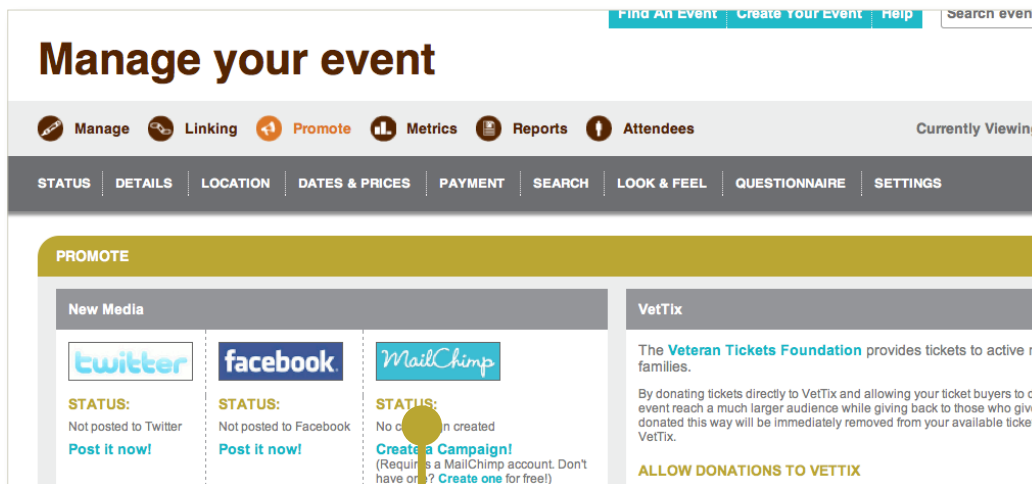 Find An Event Create Your Event Help Search even
Manage your event
Manage Linking Promote Metrics Reports Attendees Currently Viewing
STATUS DETAILS LOCATION DATES & PRICES PAYMENT SEARCH LOOK & FEEL QUESTIONNAIRE SETTINGS
PROMOTE
New Media
twitter facebook. MailChimp
STATUS: STATUS: STATUS:
Not posted to Twitter Not posted to Facebook No n created
Post it now! Post it now! Create a Campaign!
(Requires a MailChimp account. Don't
have one? Create one for free!)
VetTix
The Veteran Tickets Foundation provides tickets to active
families.
By donating tickets directly to VetTix and allowing your ticket buyers to
event reach a much larger audience while giving back to those who giv
donated this way will be immediately removed from your available ticke
VetTix.
ALLOW DONATIONS TO VETTIX